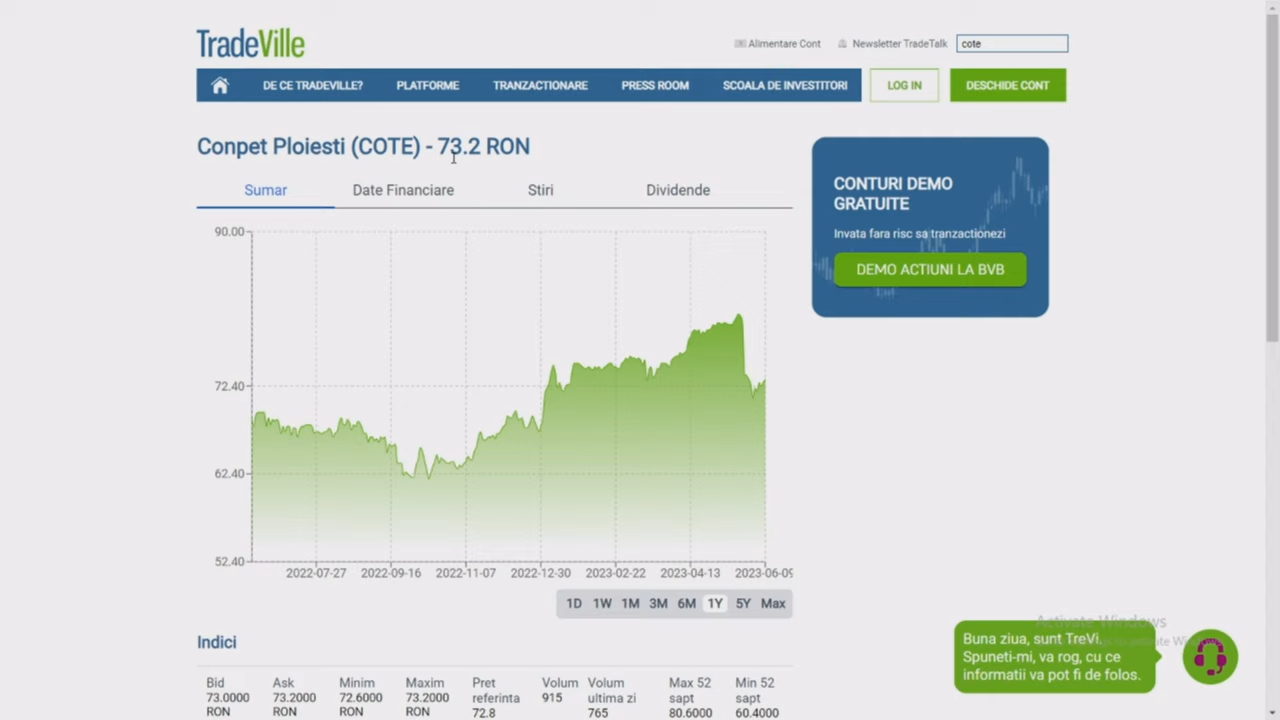 TradeVille
Alimentare Cont
Newsletter TradeTalk
cote
DE CE TRADEVILLE?
PLATFORME
TRANZACTIONARE
PRESS ROOM
SCOALA DE INVESTITORI
LOG IN
DESCHIDE CONT
Conpet Ploiesti (COTE) - 73.2 RON
Sumar
Date Financiare
Stiri
Dividende
CONTURI DEMO
GRATUITE
Invata fara risc sa tranzactionezi
DEMO ACTIUNI LA BVB
90.00
72.40
62.40
52.40
2022-07-27
2022-09-16
2022-11-07
2022-12-30
2023-02-22
2023-04-13
2023-06-09
1D 1W 1M 3M 6M 1Y 5Y Max
Indici
Bid
73.0000
RON
Ask
73.2000
RON
Minim
72.6000
RON
Maxim
73.2000
RON
Pret
referinta
72.8
Volum
915
Volum
ultima zi
765
Max 52
sapt
80.6000
Min 52
sapt
60.4000
Activate Windows
Buna ziua, sunt TreVi.
Spuneti-mi, va rog, cu ce
informatii va pot fi de folos.